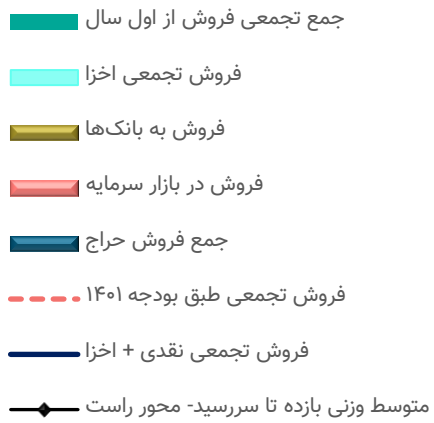 جمع تجمعی فروش از اول سال
فروش تجمعی اخزا
فروش به بانک‌ها
فروش در بازار سرمایه
جمع فروش حراج
فروش تجمعی طبق بودجه ۱۴۰۱
فروش تجمعی نقدی + اخزا
متوسط وزنی بازده تا سررسید- محور راست